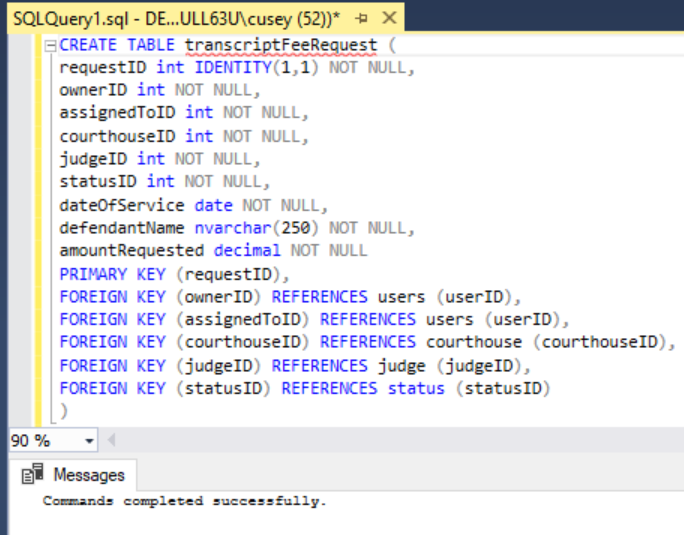 SQLQuery1.sql - DE...ULL63U\cusey (52))*
CREATE TABLE transcriptFeeRequest (
requestID int IDENTITY(1,1) NOT NULL,
ownerID int NOT NULL,
assignedToID int NOT NULL,
courthouseID int NOT NULL,
judgeID int NOT NULL,
statusID int NOT NULL,
dateOfService date NOT NULL,
defendantName nvarchar(250) NOT NULL,
amountRequested decimal NOT NULL
PRIMARY KEY (requestID),
FOREIGN KEY (ownerID) REFERENCES users (userID),
FOREIGN KEY (assignedToID) REFERENCES users (userID),
FOREIGN KEY (courthouseID) REFERENCES courthouse (courthouseID),
FOREIGN KEY (judgeID) REFERENCES judge (judgeID),
FOREIGN KEY (statusID) REFERENCES status (statusID)
)
90 %
Messages
Commands completed successfully.